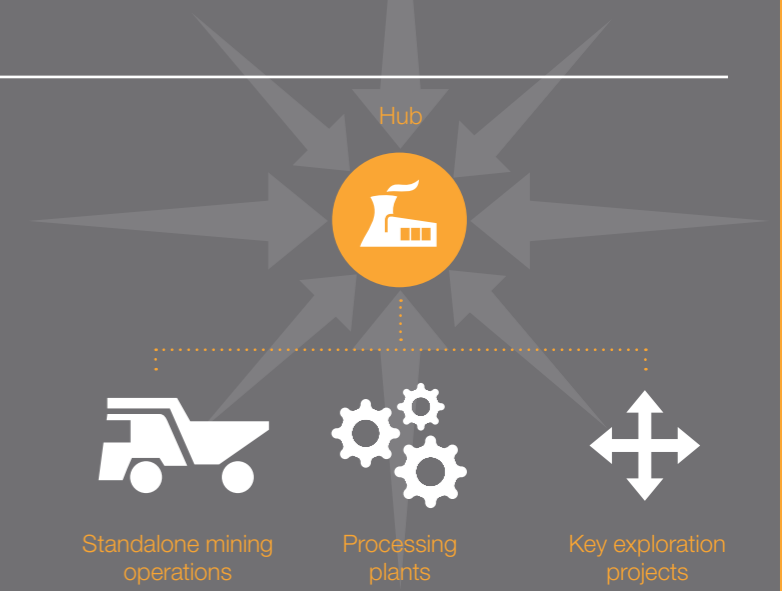 Hub
Standalone mining
operations
Processing
plants
Key exploration
projects